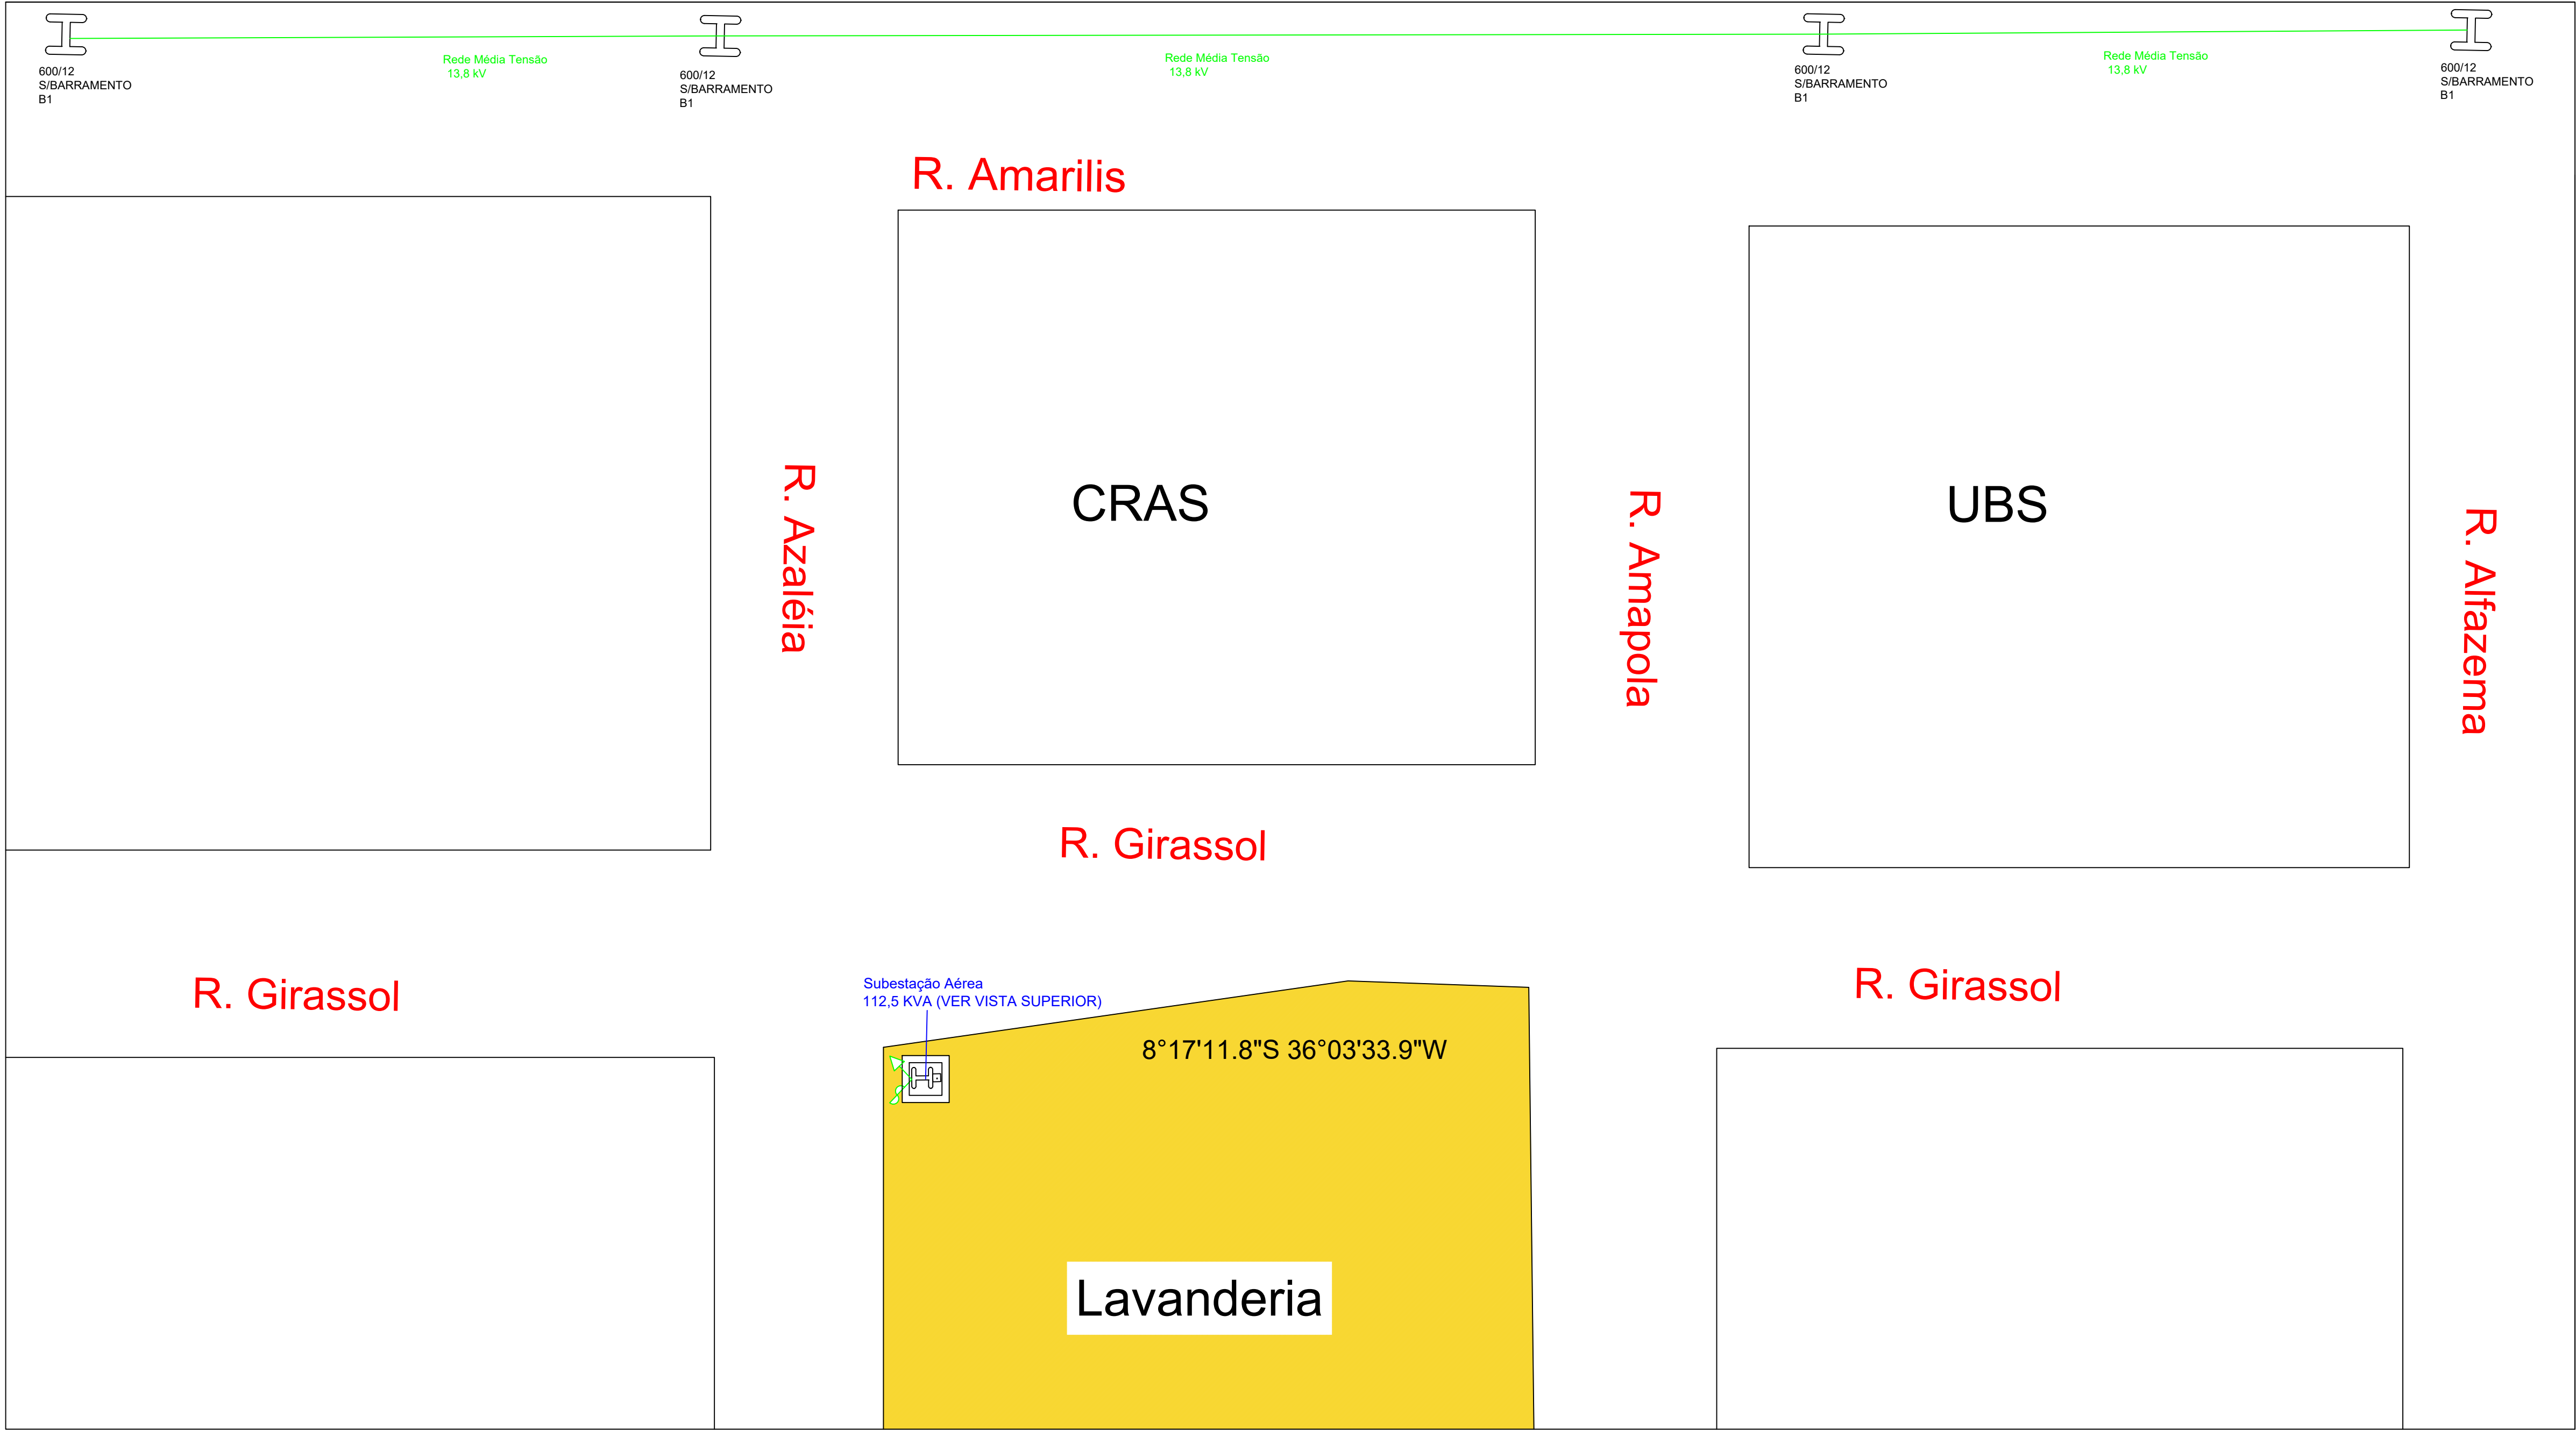 600/12
S/BARRAMENTO
B1
Rede Média Tensão
13,8 kV
600/12
S/BARRAMENTO
B1
Rede Média Tensão
13,8 kV
600/12
S/BARRAMENTO
B1
Rede Média Tensão
13,8 kV
600/12
S/BARRAMENTO
B1
R. Amarilis
R. Azaléia
CRAS
R. Amapola
UBS
R. Alfazema
R. Girassol
R. Girassol
Subestação Aérea
112,5 KVA (VER VISTA SUPERIOR)
R. Girassol
8°17'11.8"S 36°03'33.9"W
Lavanderia